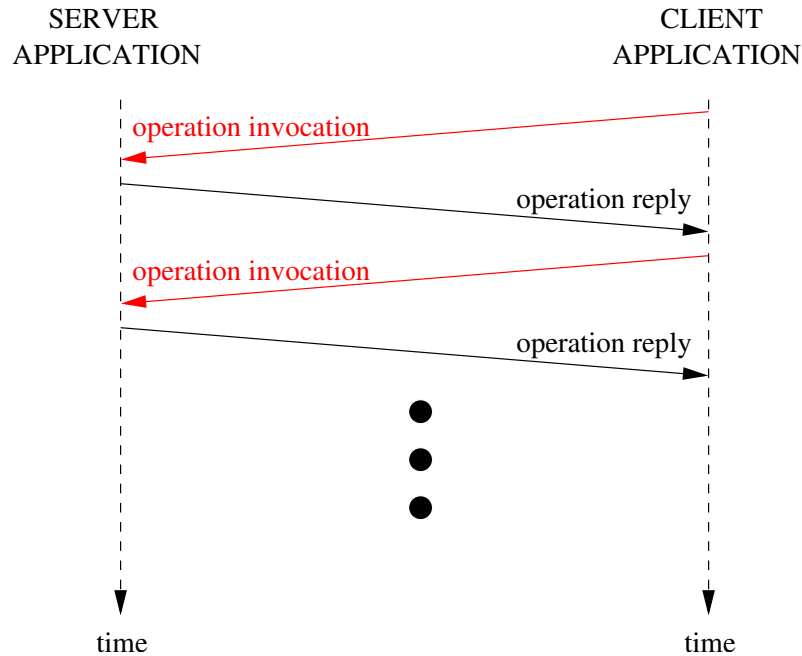 SERVER
APPLICATION
CLIENT
APPLICATION
operation invocation
operation reply
operation invocation
operation reply
time
time